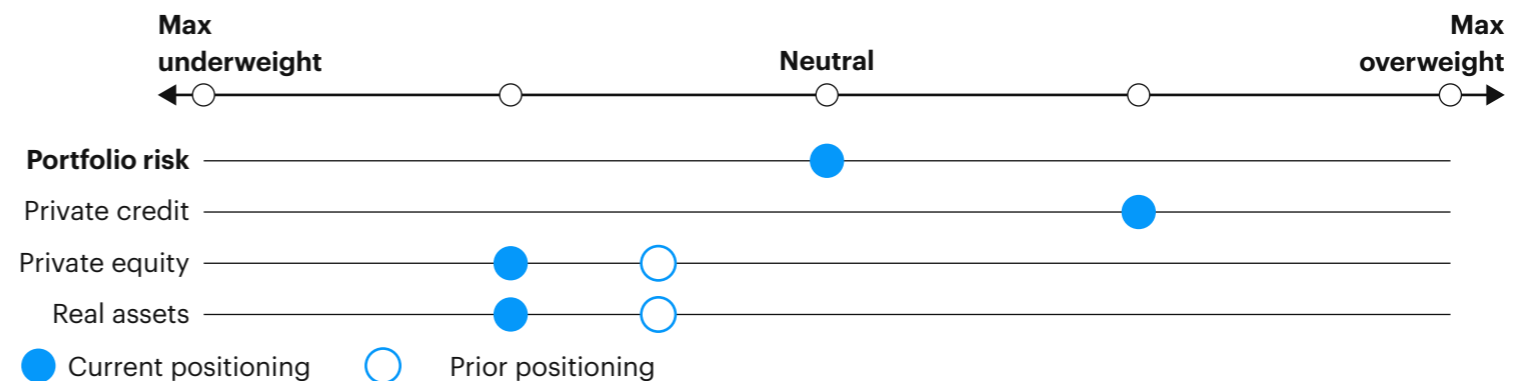 Max
underweight
Neutral
Max
overweight
Portfolio risk
Private credit
Private equity
Real assets
Current positioning
Prior positioning